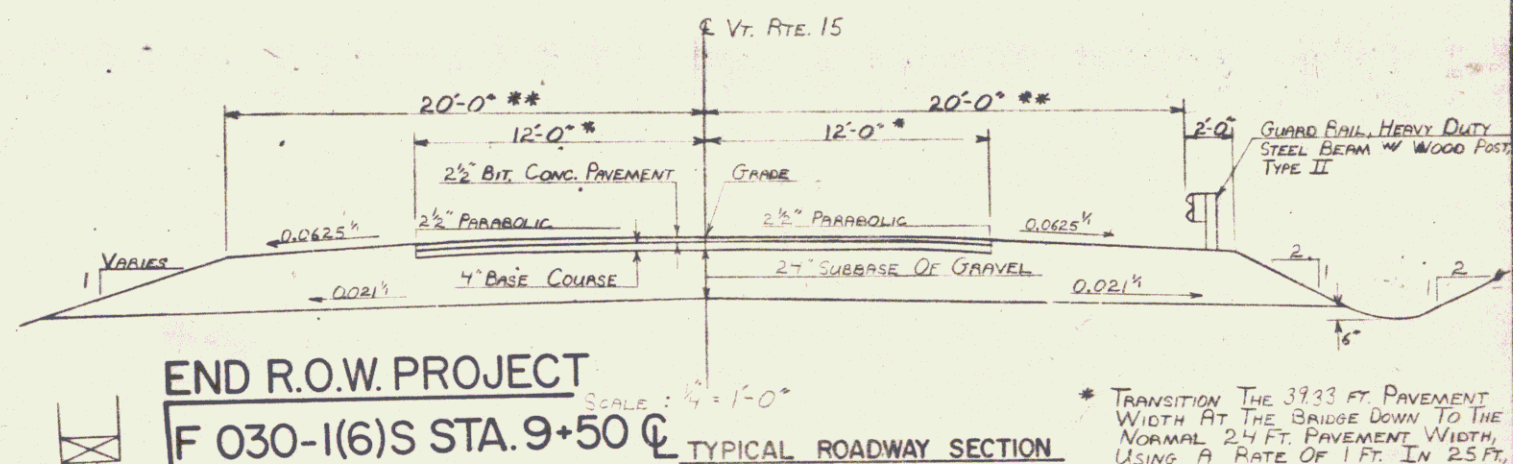 ℄ VT. RTE. 15
20'-0" **
20'-0" **
12'-0" *
12'-0" *
2'-0"
GUARD RAIL, HEAVY DUTY
STEEL BEAM W/ WOOD POST,
TYPE II
2½" BIT. CONC. PAVEMENT
GRADE
2½" PARABOLIC
2½" PARABOLIC
0.0625'/1
0.0625'/1
VARIES
1
4" BASE COURSE
24" SUBBASE OF GRAVEL
0.021'/1
0.021'/1
2
1
2
1
6"
END R.O.W. PROJECT
SCALE : ¼" = 1'-0"
F 030-1(6)S STA. 9+50 ℄
TYPICAL ROADWAY SECTION
* TRANSITION THE 39.33 FT. PAVEMENT
WIDTH AT THE BRIDGE DOWN TO THE
NORMAL 24 FT. PAVEMENT WIDTH,
USING A RATE OF 1 FT. IN 25 FT.,